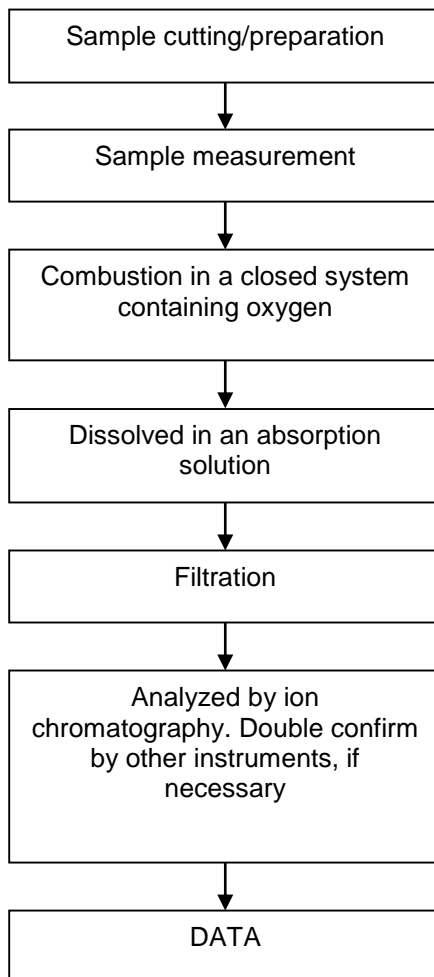 Sample cutting/preparation
Sample measurement
Combustion in a closed system
containing oxygen
Dissolved in an absorption
solution
Filtration
Analyzed by ion
chromatography. Double confirm
by other instruments, if
necessary
DATA